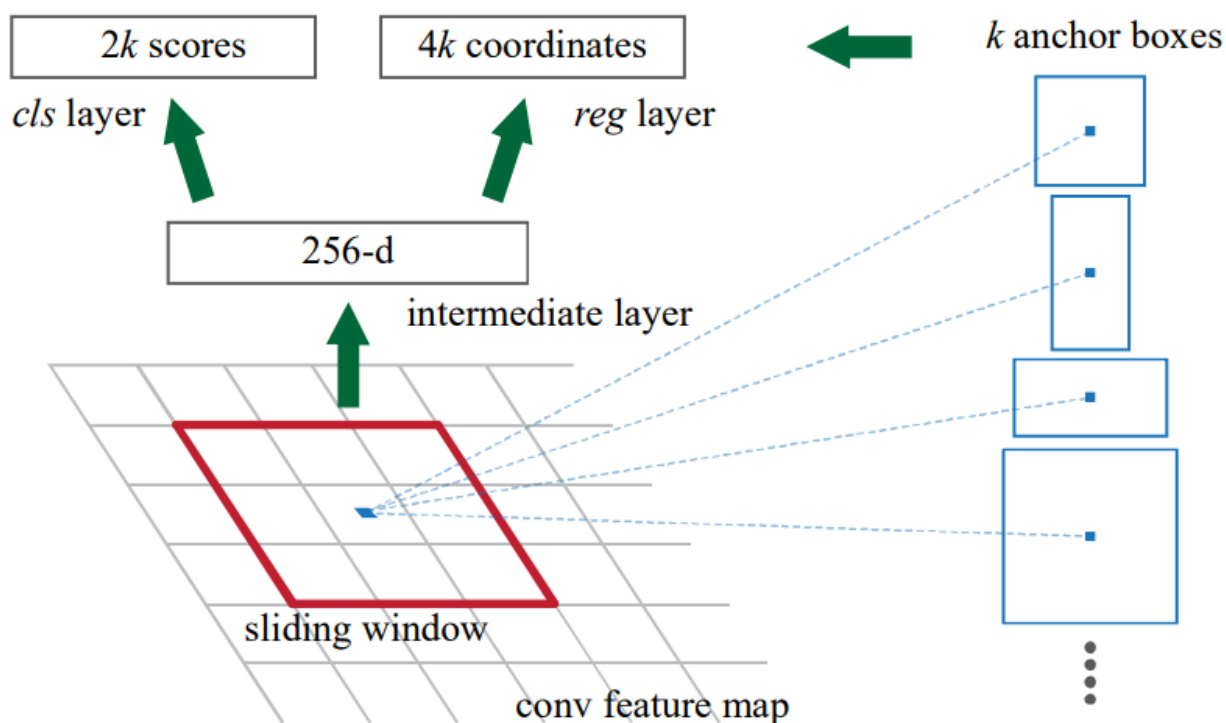 2k scores
4k coordinates
k anchor boxes
cls layer
reg layer
256-d
intermediate layer
sliding window
conv feature map